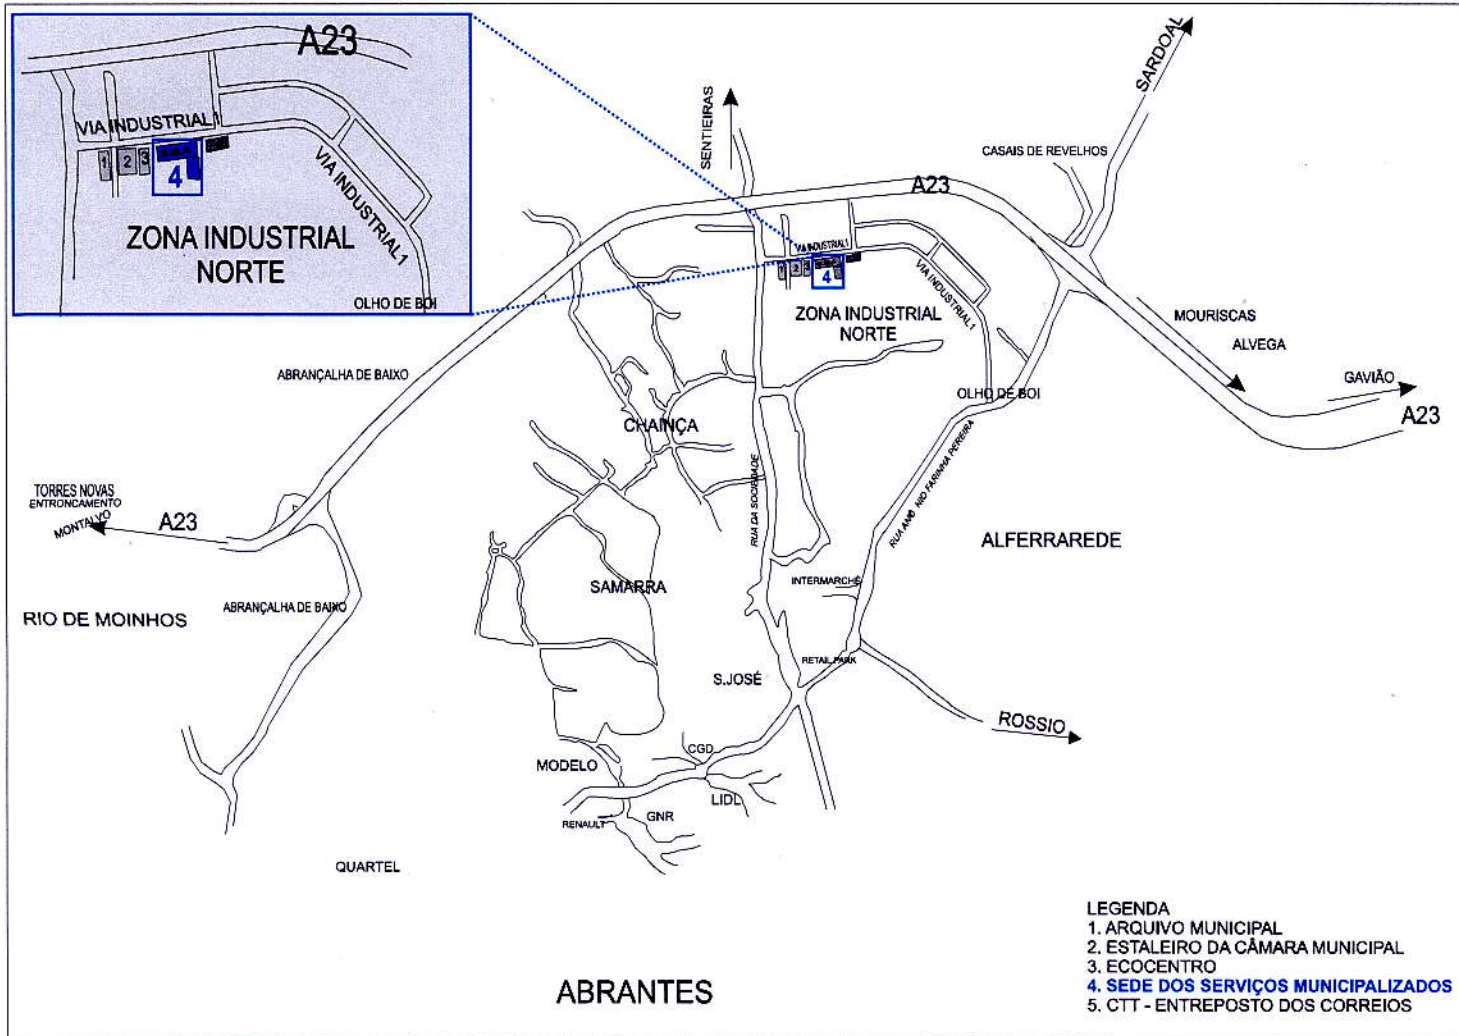 A23
VIA INDUSTRIAL 1
1
2
3
4
VIA INDUSTRIAL 1
ZONA INDUSTRIAL
NORTE
OLHO DE BOI
SENTIEIRAS
SARDOAL
CASAIS DE REVELHOS
A23
VIA INDUSTRIAL 1
1
2
3
4
VIA INDUSTRIAL 1
ZONA INDUSTRIAL
NORTE
MOURISCAS
ALVEGA
GAVIÃO
A23
ABRANÇALHA DE BAIXO
OLHO DE BOI
CHAINÇA
RUA DA SOCIEDADE
TORRES NOVAS
ENTRONCAMENTO
MONTALVO
A23
ALFERRAREDE
SAMARRA
INTERMARCHÉ
ABRANÇALHA DE BAIXO
RIO DE MOINHOS
RETAIL PARK
S.JOSÉ
ROSSIO
CGD
MODELO
LIDL
GNR
RENAULT
QUARTEL
ABRANTES
LEGENDA
1. ARQUIVO MUNICIPAL
2. ESTALEIRO DA CÂMARA MUNICIPAL
3. ECOCENTRO
4. SEDE DOS SERVIÇOS MUNICIPALIZADOS
5. CTT - ENTREPOSTO DOS CORREIOS